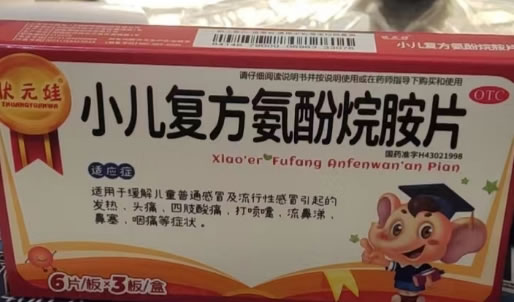 状元娃
小儿复方氨酚烷胺片
请仔细阅读说明书并按说明使用或在药师指导下购买和使用
OTC
状元娃
ZHUANGYUANWA
小儿复方氨酚烷胺片
国药准字H43021998
Xiao'er Fufang Anfenwan'an Pian
适应症
适用于缓解儿童普通感冒及流行性感冒引起的
发热，头痛，四肢酸痛，打喷嚏，流鼻涕，
鼻塞，咽痛等症状。
6片/板×3板/盒